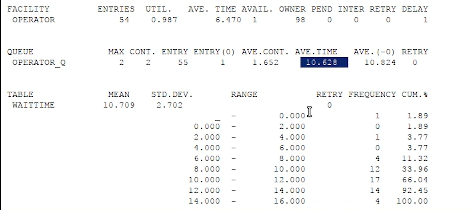 FACILITY ENTRIES UTIL. AVE. TIME AVAIL. OWNER PEND INTER RETRY DELAY
OPERATOR 54 0.987 6.470 1 98 0 0 0 1
QUEUE MAX CONT. ENTRY ENTRY(0) AVE.CONT. AVE.TIME AVE.(-0) RETRY
OPERATOR_Q 2 2 55 1 1.652 10.628 10.824 0
TABLE MEAN STD.DEV. RANGE RETRY FREQUENCY CUM.%
WAITTIME 10.709 2.702 0
_ - 0.000 1 1.89
0.000 - 2.000 0 1.89
2.000 - 4.000 1 3.77
4.000 - 6.000 0 3.77
6.000 - 8.000 4 11.32
8.000 - 10.000 12 33.96
10.000 - 12.000 17 66.04
12.000 - 14.000 14 92.45
14.000 - 16.000 4 100.00